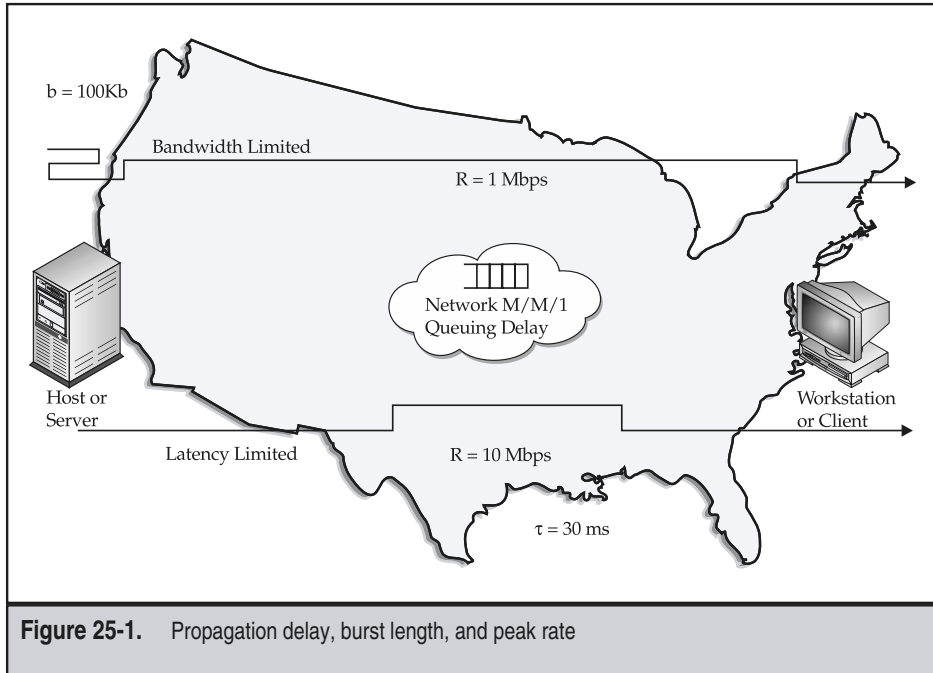 b = 100Kb
Bandwidth Limited
R = 1 Mbps
Network M/M/1
Queuing Delay
Host or
Server
Workstation
or Client
Latency Limited
R = 10 Mbps
τ = 30 ms
Figure 25-1. Propagation delay, burst length, and peak rate